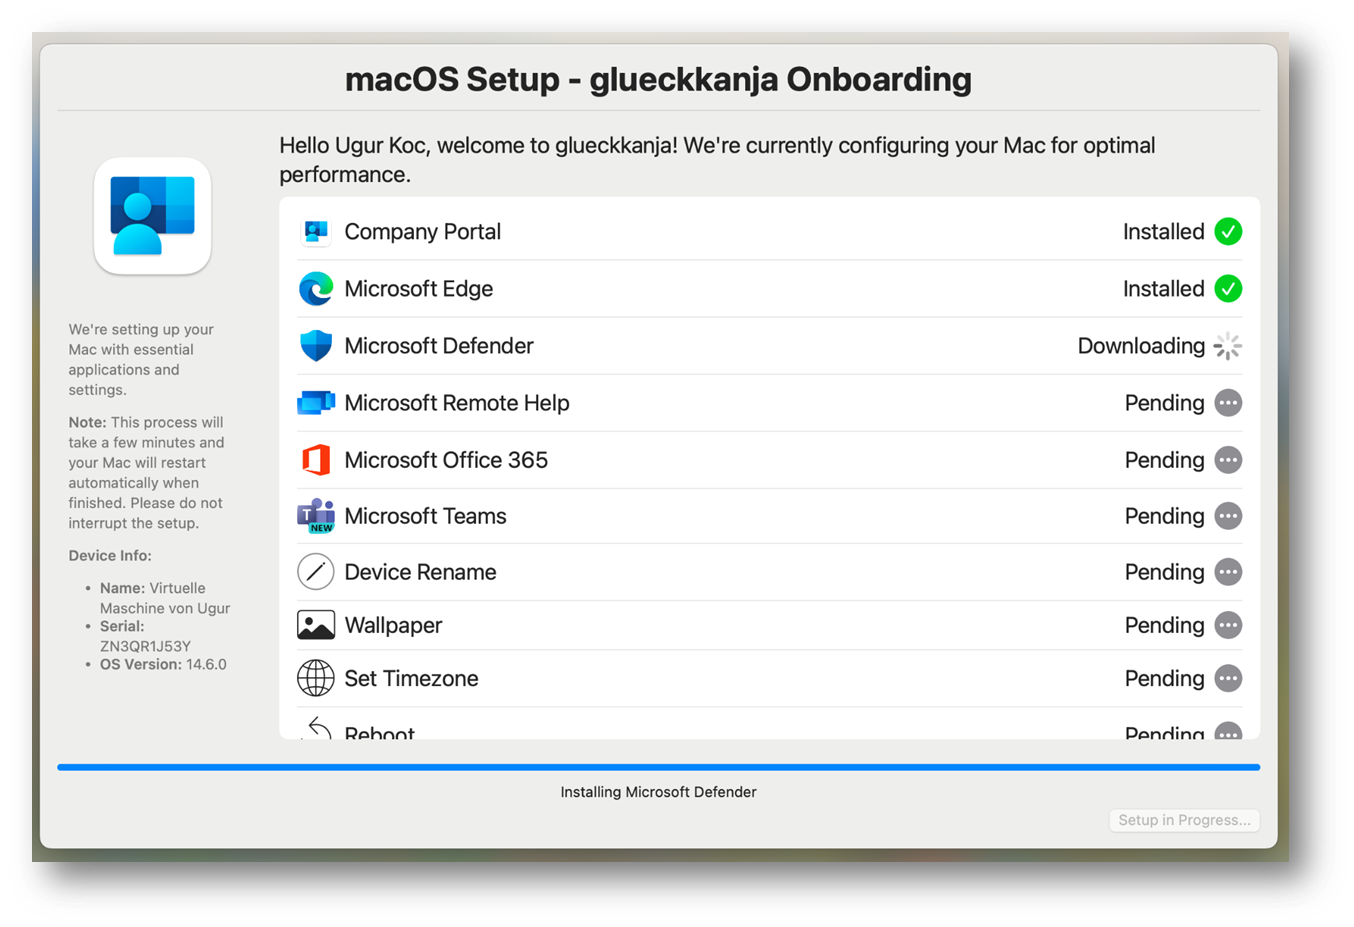 macOS Setup - glueckkanja Onboarding
Hello Ugur Koc, welcome to glueckkanja! We're currently configuring your Mac for optimal
performance.
We're setting up your
Mac with essential
applications and
settings.
Note: This process will
take a few minutes and
your Mac will restart
automatically when
finished. Please do not
interrupt the setup.
Device Info:
• Name: Virtuelle
Maschine von Ugur
• Serial:
ZN3QR1J53Y
• OS Version: 14.6.0
Company Portal Installed
Microsoft Edge Installed
Microsoft Defender Downloading
Microsoft Remote Help Pending
Microsoft Office 365 Pending
T NEW Microsoft Teams Pending
Device Rename Pending
Wallpaper Pending
Set Timezone Pending
Reboot Pending
Installing Microsoft Defender
Setup in Progress...